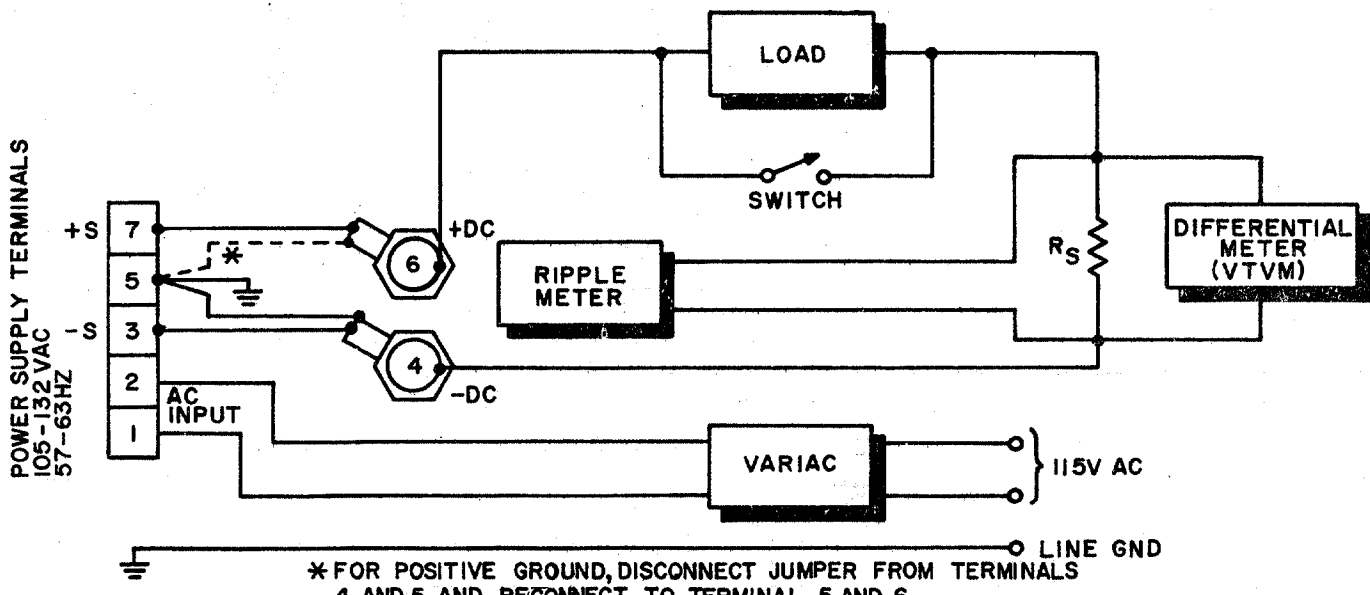 LOAD
SWITCH
POWER SUPPLY TERMINALS
105-132 VAC
57-63HZ
+S
7
5
-S
3
2
1
*
6
+DC
4
-DC
AC
INPUT
RIPPLE
METER
RS
DIFFERENTIAL
METER
(VTVM)
VARIAC
115V AC
LINE GND
*FOR POSITIVE GROUND, DISCONNECT JUMPER FROM TERMINALS
4 AND 5 AND RECONNECT TO TERMINAL 5 AND 6